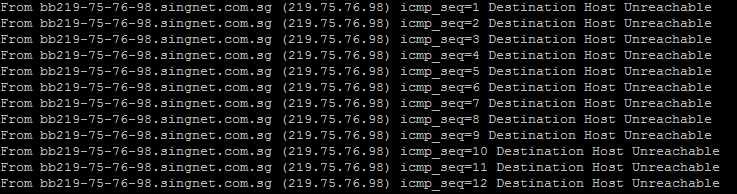 From bb219-75-76-98.singnet.com.sg (219.75.76.98) icmp_seq=1 Destination Host Unreachable
From bb219-75-76-98.singnet.com.sg (219.75.76.98) icmp_seq=2 Destination Host Unreachable
From bb219-75-76-98.singnet.com.sg (219.75.76.98) icmp_seq=3 Destination Host Unreachable
From bb219-75-76-98.singnet.com.sg (219.75.76.98) icmp_seq=4 Destination Host Unreachable
From bb219-75-76-98.singnet.com.sg (219.75.76.98) icmp_seq=5 Destination Host Unreachable
From bb219-75-76-98.singnet.com.sg (219.75.76.98) icmp_seq=6 Destination Host Unreachable
From bb219-75-76-98.singnet.com.sg (219.75.76.98) icmp_seq=7 Destination Host Unreachable
From bb219-75-76-98.singnet.com.sg (219.75.76.98) icmp_seq=8 Destination Host Unreachable
From bb219-75-76-98.singnet.com.sg (219.75.76.98) icmp_seq=9 Destination Host Unreachable
From bb219-75-76-98.singnet.com.sg (219.75.76.98) icmp_seq=10 Destination Host Unreachable
From bb219-75-76-98.singnet.com.sg (219.75.76.98) icmp_seq=11 Destination Host Unreachable
From bb219-75-76-98.singnet.com.sg (219.75.76.98) icmp_seq=12 Destination Host Unreachable